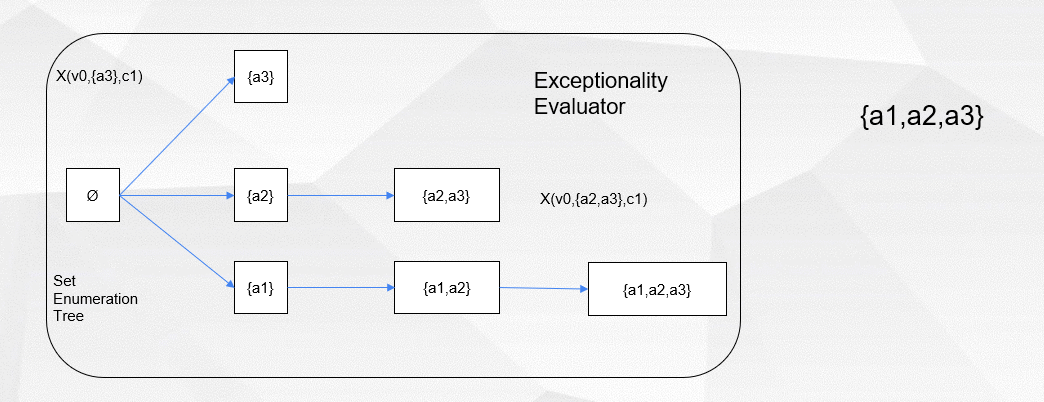 X(v0,{a3},c1)
{a3}
Exceptionality
Evaluator
{a1,a2,a3}
Ø
{a2}
{a2,a3}
X(v0,{a2,a3},c1)
Set
Enumeration
Tree
{a1}
{a1,a2}
{a1,a2,a3}